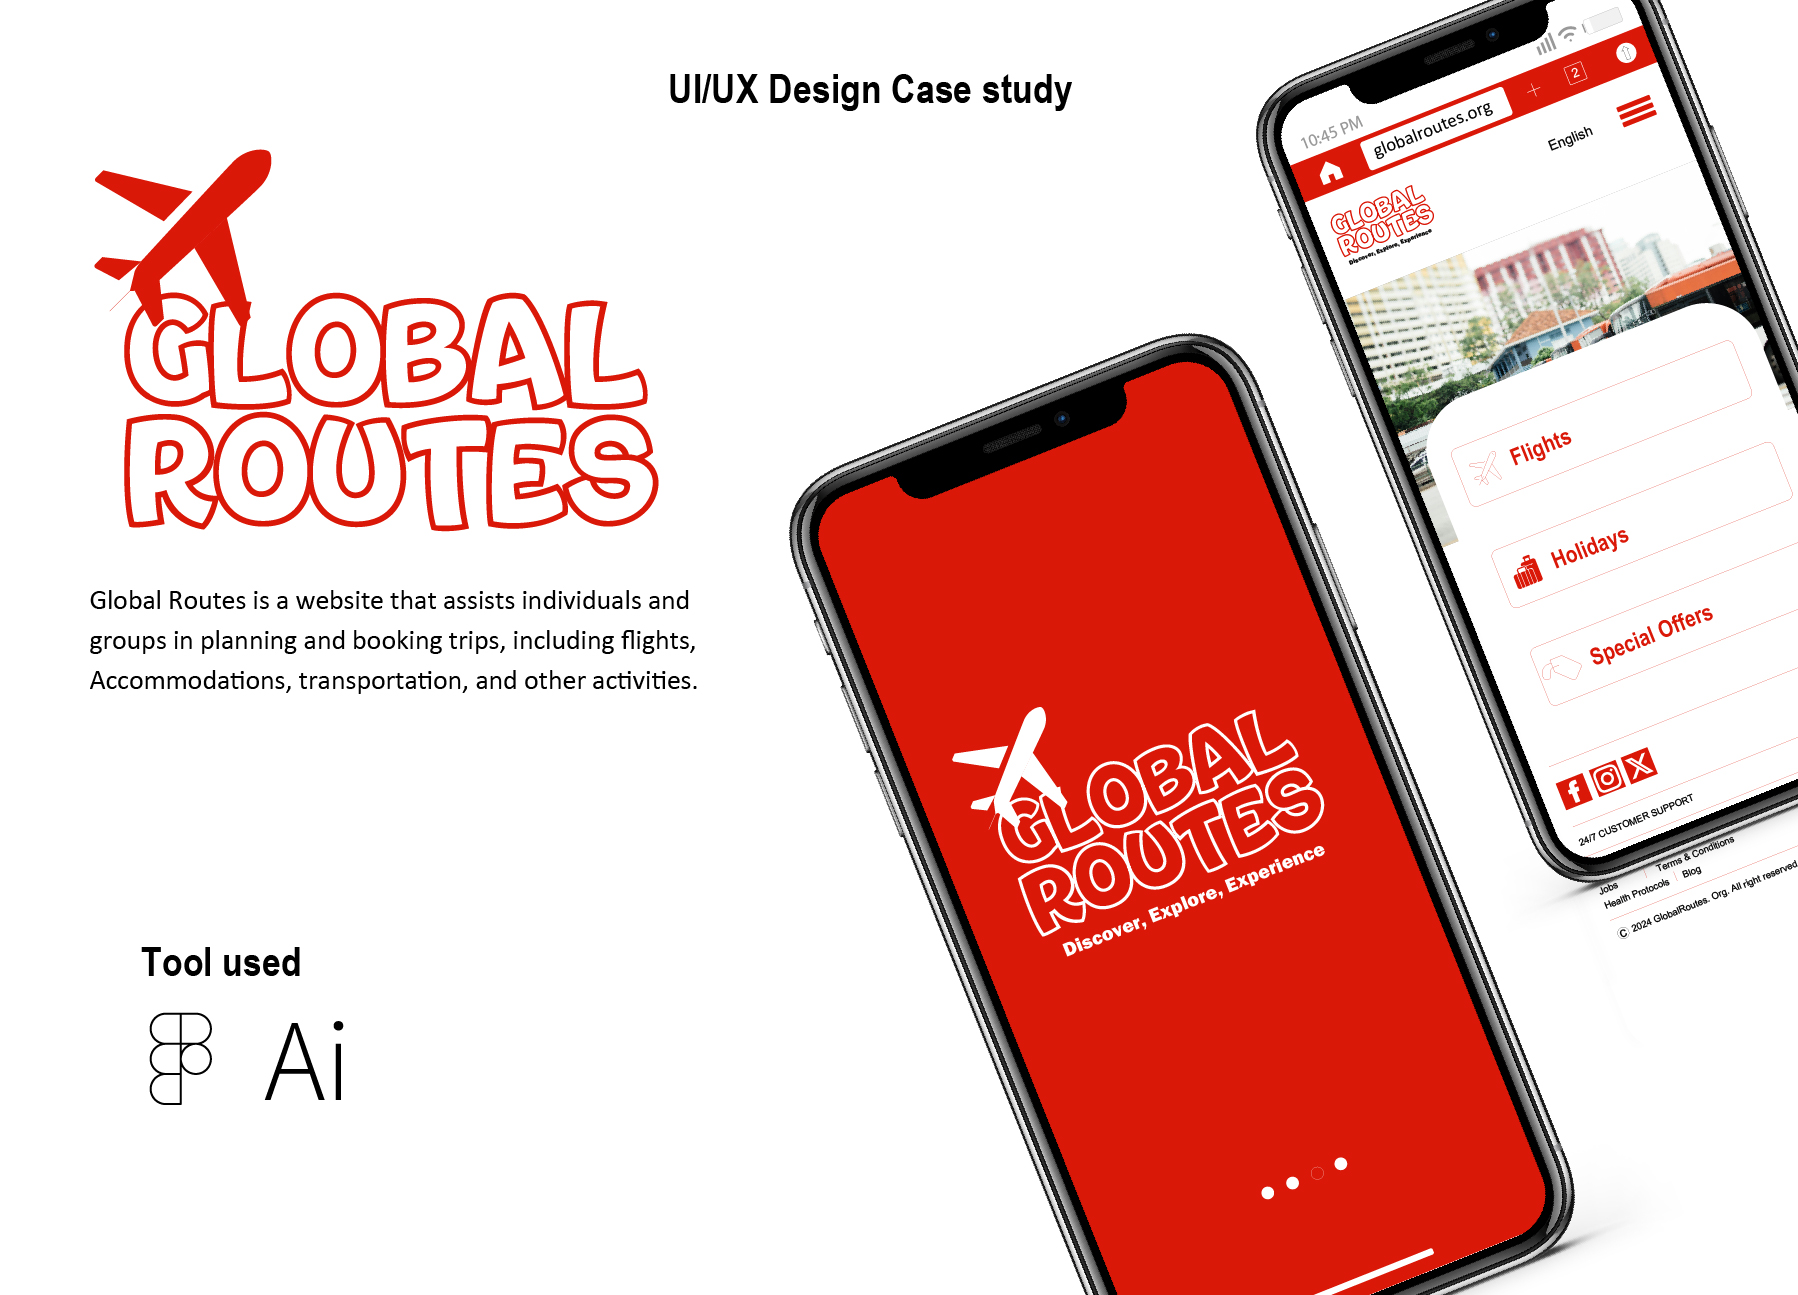 UI/UX Design Case study
GLOBAL
ROUTES
Global Routes is a website that assists individuals and
groups in planning and booking trips, including flights,
Accommodations, transportation, and other activities.
Tool used
Ai
GLOBAL
ROUTES
Discover, Explore, Experience
10:45 PM
globalroutes.org
2
English
GLOBAL
ROUTES
Discover, Explore, Experience
Flights
Holidays
Special Offers
24/7 CUSTOMER SUPPORT
Jobs | Terms & Conditions
Health Protocols | Blog
© 2024 GlobalRoutes. Org. All right reserved